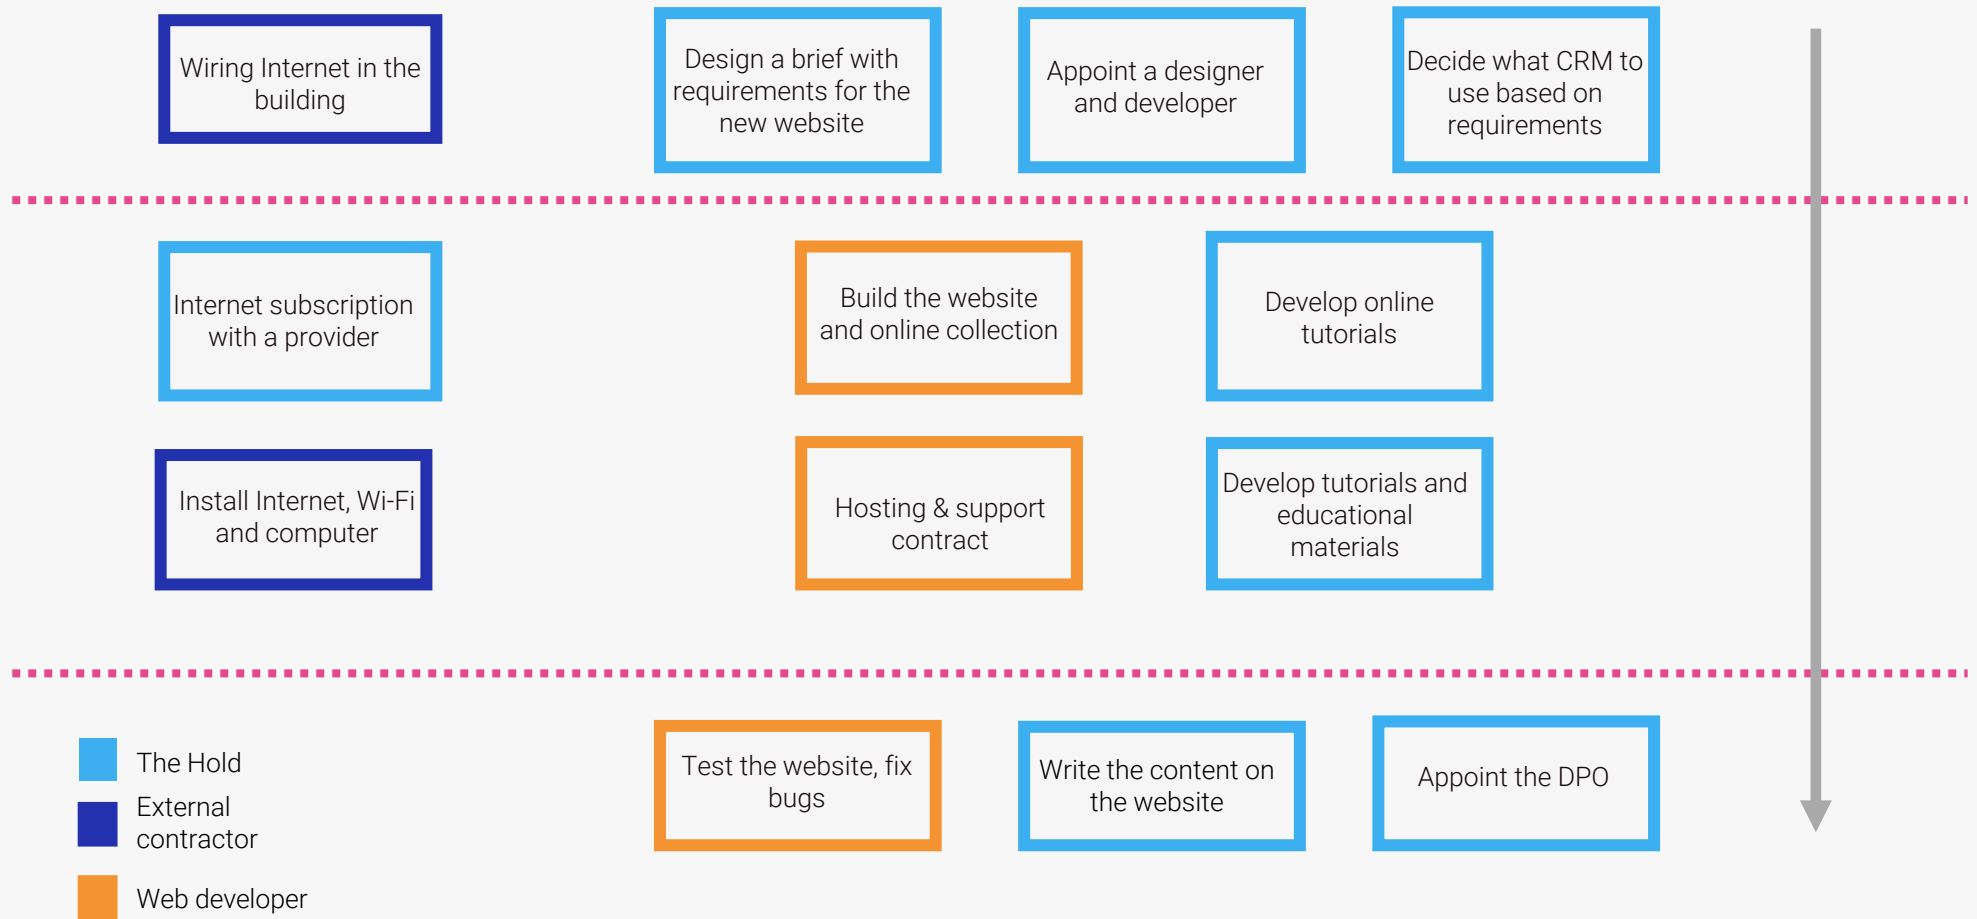 Wiring Internet in the
building
Design a brief with
requirements for the
new website
Appoint a designer
and developer
Decide what CRM to
use based on
requirements
Internet subscription
with a provider
Build the website
and online collection
Develop online
tutorials
Install Internet, Wi-Fi
and computer
Hosting & support
contract
Develop tutorials and
educational
materials
Test the website, fix
bugs
Write the content on
the website
Appoint the DPO
The Hold
External
contractor
Web developer